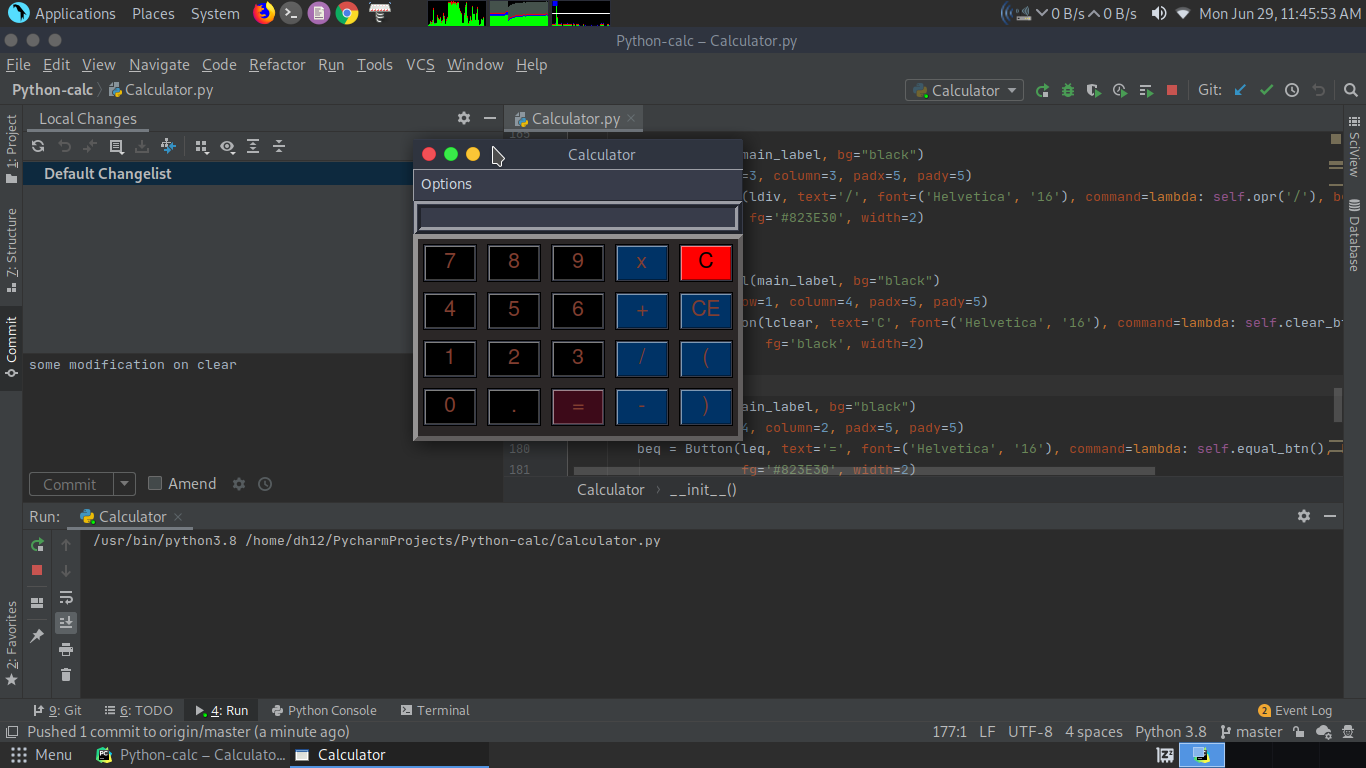 Applications Places System 0 B/s 0 B/s Mon Jun 29, 11:45:53 AM
Python-calc – Calculator.py
File Edit View Navigate Code Refactor Run Tools VCS Window Help
Python-calc Calculator.py Calculator Git:
1: Project
7: Structure
Commit
2: Favorites
Local Changes
Default Changelist
some modification on clear
Commit Amend
Calculator.py
Calculator
Options
7 8 9 x C
4 5 6 + CE
1 2 3 / (
0 . = - )
main_label, bg="black")
=3, column=3, padx=5, pady=5)
(ldiv, text='/', font=('Helvetica', '16'), command=lambda: self.opr('/'), b
fg='#823E30', width=2)
l(main_label, bg="black")
ow=1, column=4, padx=5, pady=5)
on(lclear, text='C', font=('Helvetica', '16'), command=lambda: self.clear_b
fg='black', width=2)
ain_label, bg="black")
4, column=2, padx=5, pady=5)
180 beq = Button(leq, text='=', font=('Helvetica', '16'), command=lambda: self.equal_btn(),
181 fg='#823E30', width=2)
Calculator __init__()
SciView
Database
Run: Calculator
/usr/bin/python3.8 /home/dh12/PycharmProjects/Python-calc/Calculator.py
9: Git 6: TODO 4: Run Python Console Terminal 2 Event Log
Pushed 1 commit to origin/master (a minute ago) 177:1 LF UTF-8 4 spaces Python 3.8 master
Menu Python-calc – Calculato... Calculator